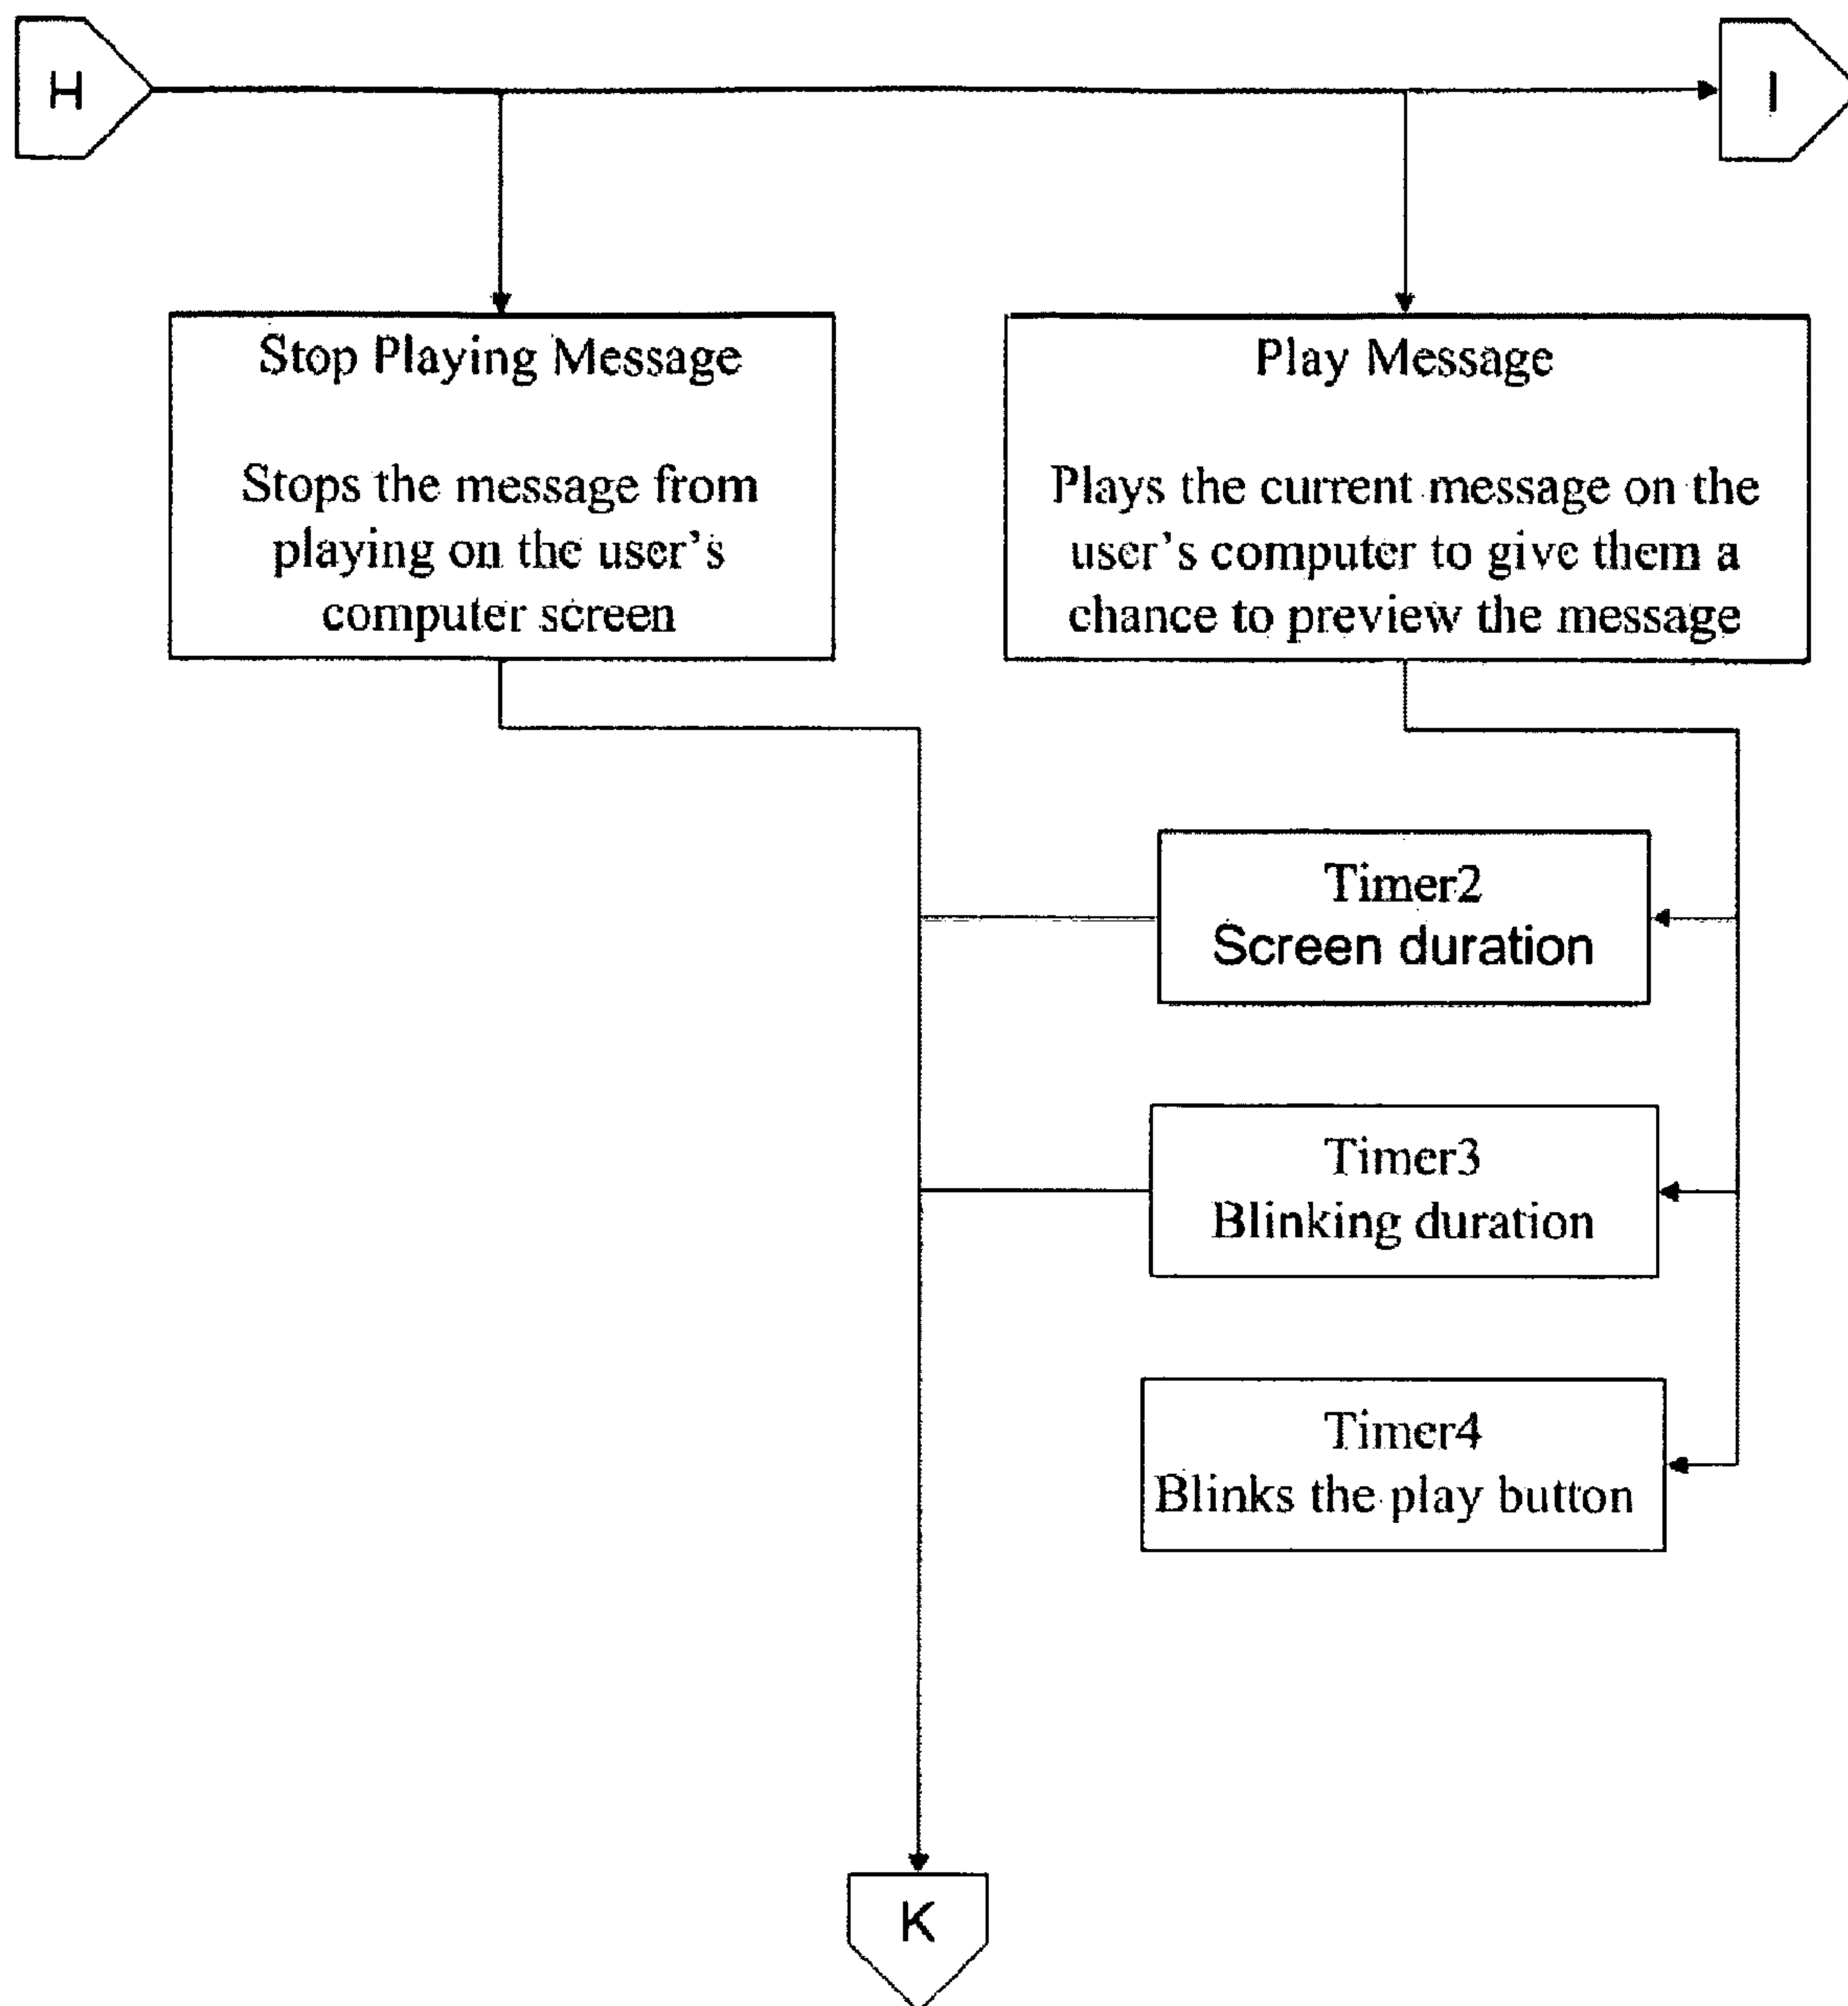 H
I
Stop Playing Message
Stops the message from
playing on the user's
computer screen
Play Message
Plays the current message on the
user's computer to give them a
chance to preview the message
Timer2
Screen duration
Timer3
Blinking duration
Timer4
Blinks the play button
K